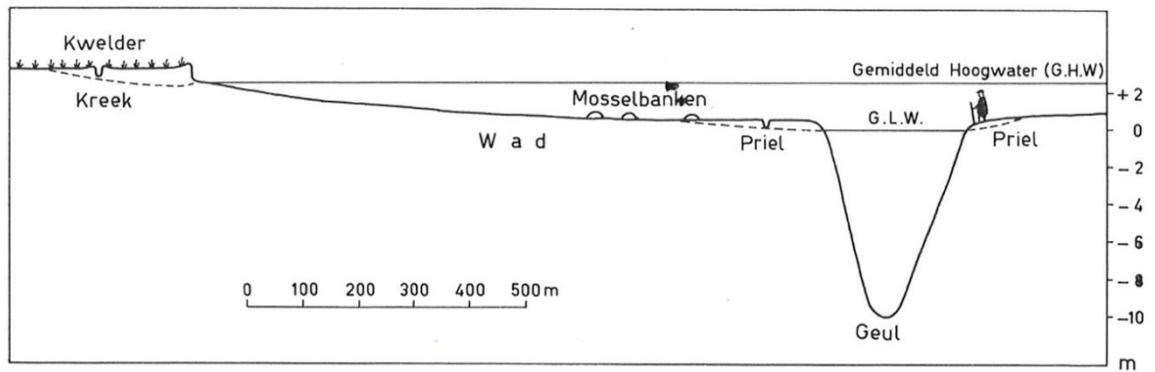 Kwelder
Kreek
Gemiddeld Hoogwater (G.H.W)
Mosselbanken
G.L.W.
W a d
Priel
Priel
Geul
0 100 200 300 400 500 m
+ 2
0
- 2
- 4
- 6
- 8
- 10
m